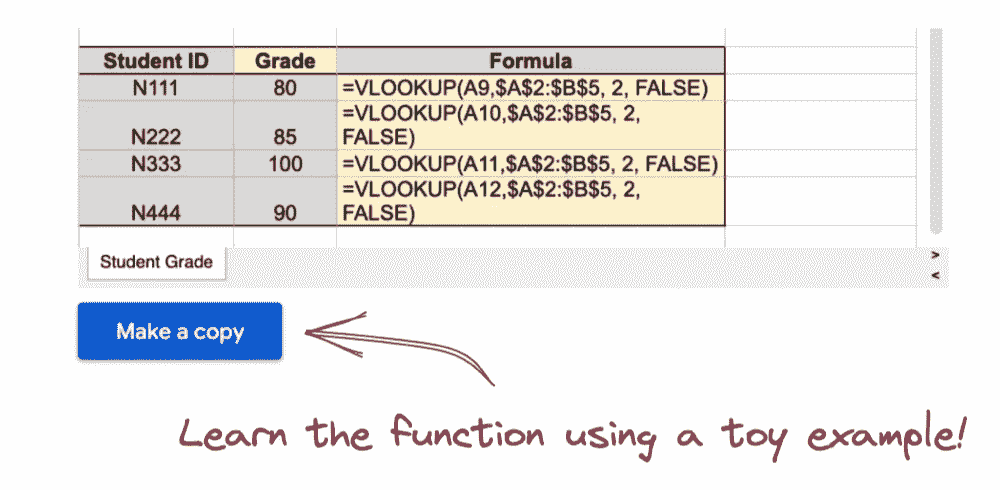 Student ID Grade Formula
N111 80 =VLOOKUP(A9,$A$2:$B$5, 2, FALSE)
=VLOOKUP(A10,$A$2:$B$5, 2,
N222 85 FALSE)
N333 100 =VLOOKUP(A11,$A$2:$B$5, 2, FALSE)
=VLOOKUP(A12,$A$2:$B$5, 2,
N444 90 FALSE)
Student Grade
>
<
Make a copy
Learn the function using a toy example!